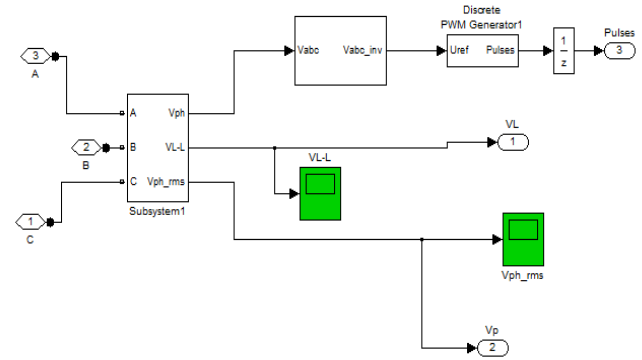 Discrete
PWM Generator1
Pulses
3
A
Vabc
Vabc_inv
Uref
Pulses
1
z
3
2
B
A
B
C
Vph
VL-L
Vph_rms
Subsystem1
VL
1
VL-L
1
C
Vph_rms
Vp
2